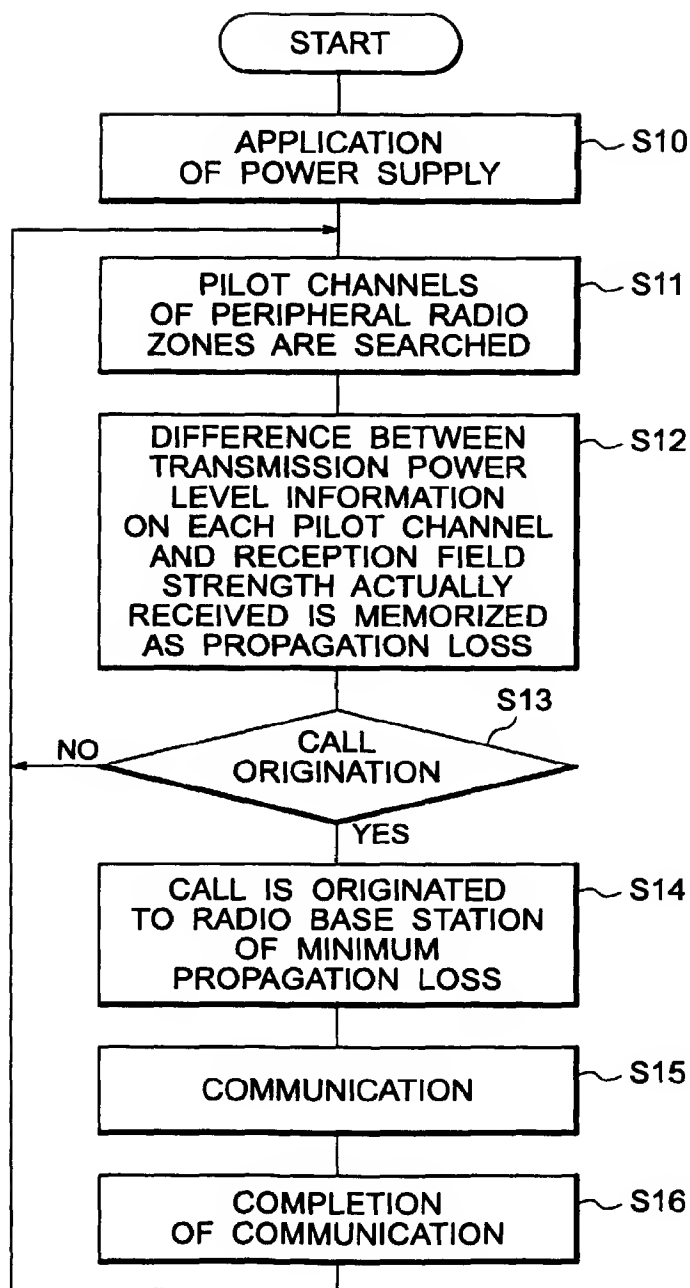 START
APPLICATION
OF POWER SUPPLY
S10
PILOT CHANNELS
OF PERIPHERAL RADIO
ZONES ARE SEARCHED
S11
DIFFERENCE BETWEEN
TRANSMISSION POWER
LEVEL INFORMATION
ON EACH PILOT CHANNEL
AND RECEPTION FIELD
STRENGTH ACTUALLY
RECEIVED IS MEMORIZED
AS PROPAGATION LOSS
S12
S13
CALL
ORIGINATION
NO
YES
CALL IS ORIGINATED
TO RADIO BASE STATION
OF MINIMUM
PROPAGATION LOSS
S14
COMMUNICATION
S15
COMPLETION
OF COMMUNICATION
S16